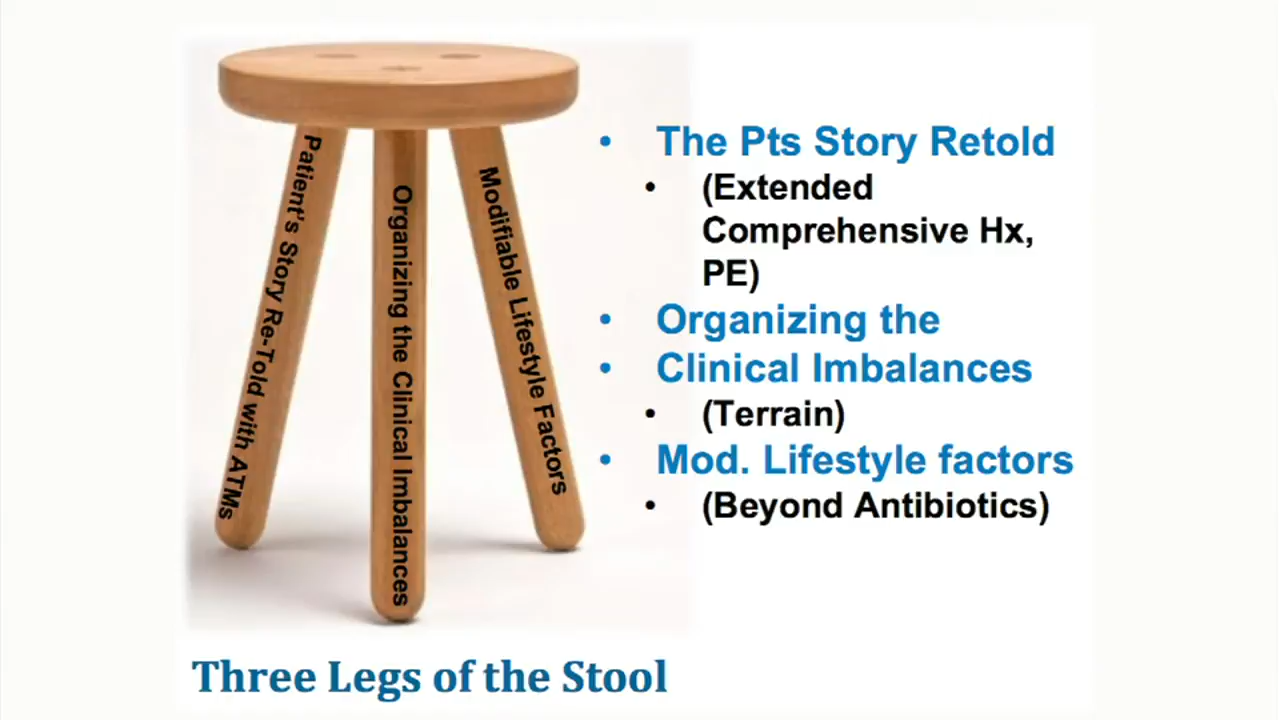 Patient's Story Re-Told with ATMs
Organizing the Clinical Imbalances
Modifiable Lifestyle Factors
• The Pts Story Retold
• (Extended
Comprehensive Hx,
PE)
• Organizing the
• Clinical Imbalances
• (Terrain)
• Mod. Lifestyle factors
• (Beyond Antibiotics)
Three Legs of the Stool